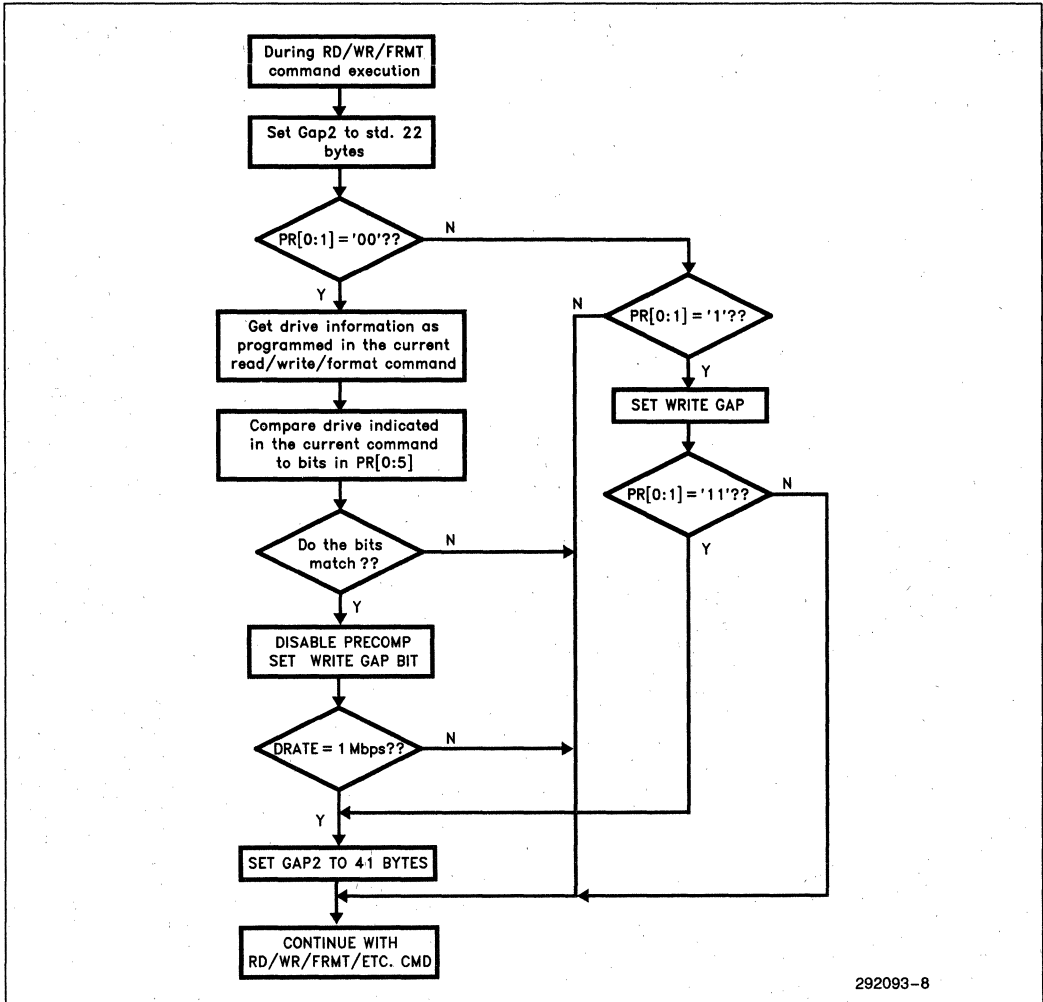 During RD/WR/FRMT
command execution
Set Gap2 to std. 22
bytes
PR[0:1] = '00'??
N
Y
Get drive information as
programmed in the current
read/write/format command
Compare drive indicated
in the current command
to bits in PR[0:5]
Do the bits
match ??
N
Y
DISABLE PRECOMP
SET WRITE GAP BIT
DRATE = 1 Mbps??
N
Y
SET GAP2 TO 41 BYTES
CONTINUE WITH
RD/WR/FRMT/ETC. CMD
N
PR[0:1] = '1'??
Y
SET WRITE GAP
PR[0:1] = '11'??
N
Y
292093-8